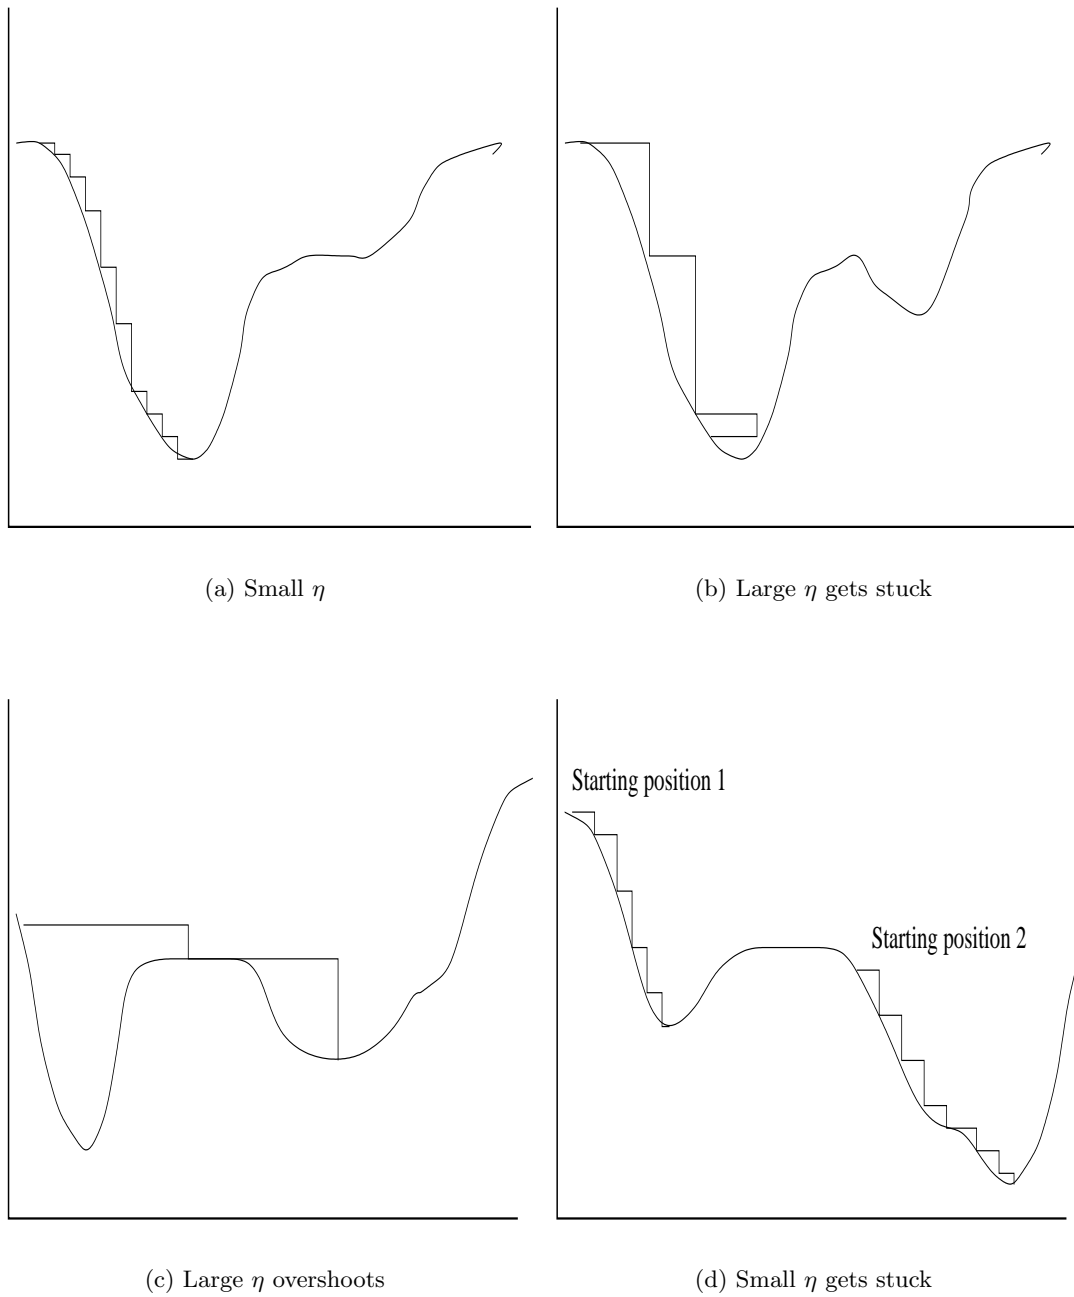 (a) Small η
(b) Large η gets stuck
Starting position 1
Starting position 2
(c) Large η overshoots
(d) Small η gets stuck